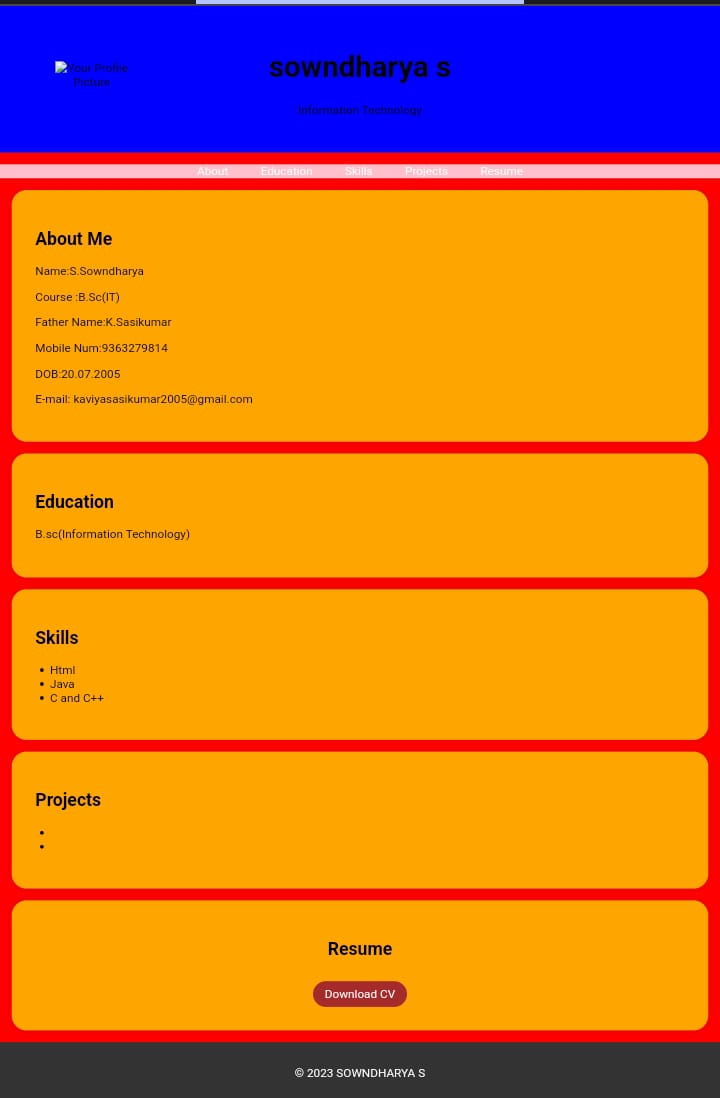 Your Profile
Picture
sowndharya s
Information Technology
About Education Skills Projects Resume
About Me
Name:S.Sowndharya
Course :B.Sc(IT)
Father Name:K.Sasikumar
Mobile Num:9363279814
DOB:20.07.2005
E-mail: kaviyasasikumar2005@gmail.com
Education
B.sc(Information Technology)
Skills
• Html
• Java
• C and C++
Projects
•
•
Resume
Download CV
© 2023 SOWNDHARYA S